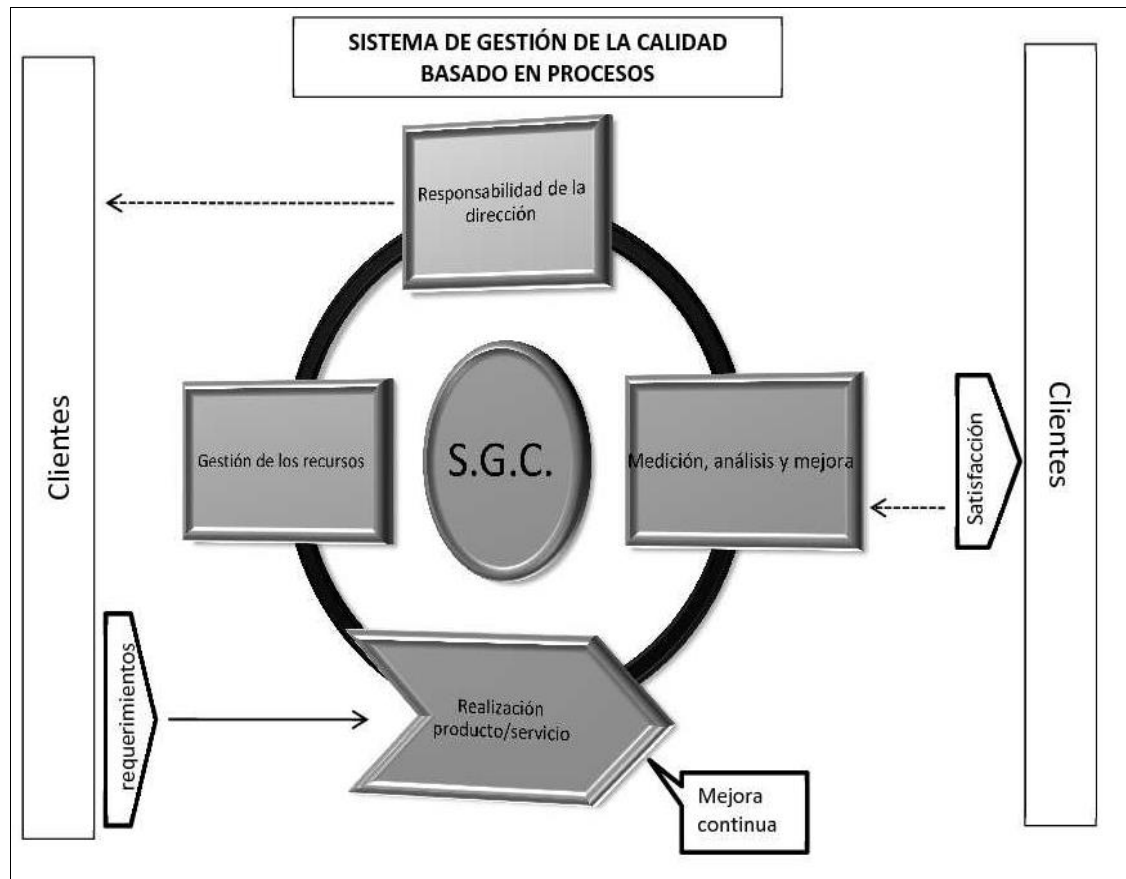 SISTEMA DE GESTIÓN DE LA CALIDAD
BASADO EN PROCESOS
Responsabilidad de la
dirección
Clientes
Gestión de los recursos
S.G.C.
Medición, análisis y mejora
Satisfacción
Clientes
requerimientos
Realización
producto/servicio
Mejora
continua